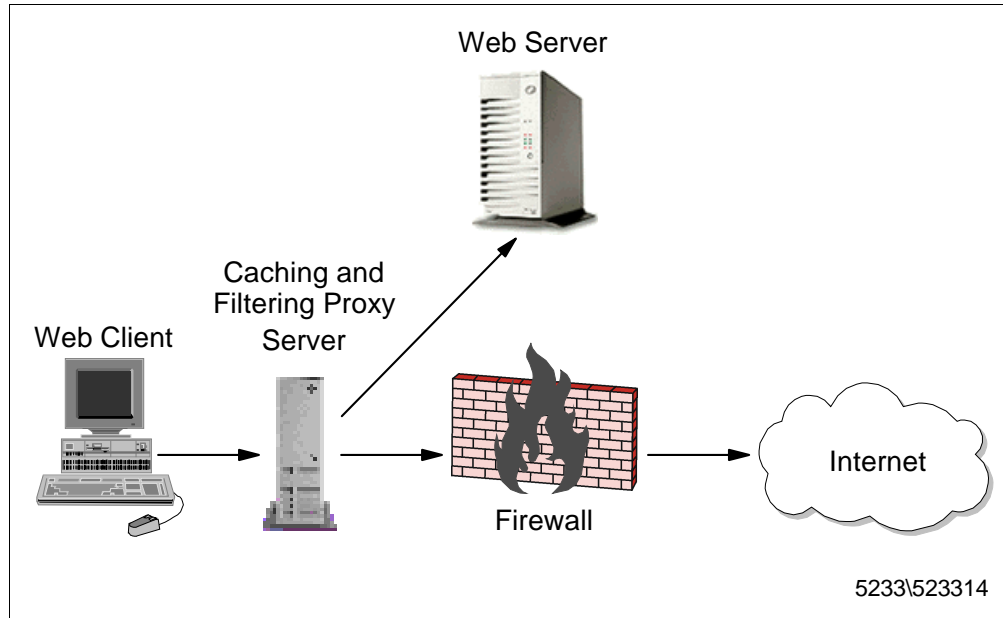 Web Server
Caching and
Filtering Proxy
Server
Web Client
Internet
Firewall
5233\523314